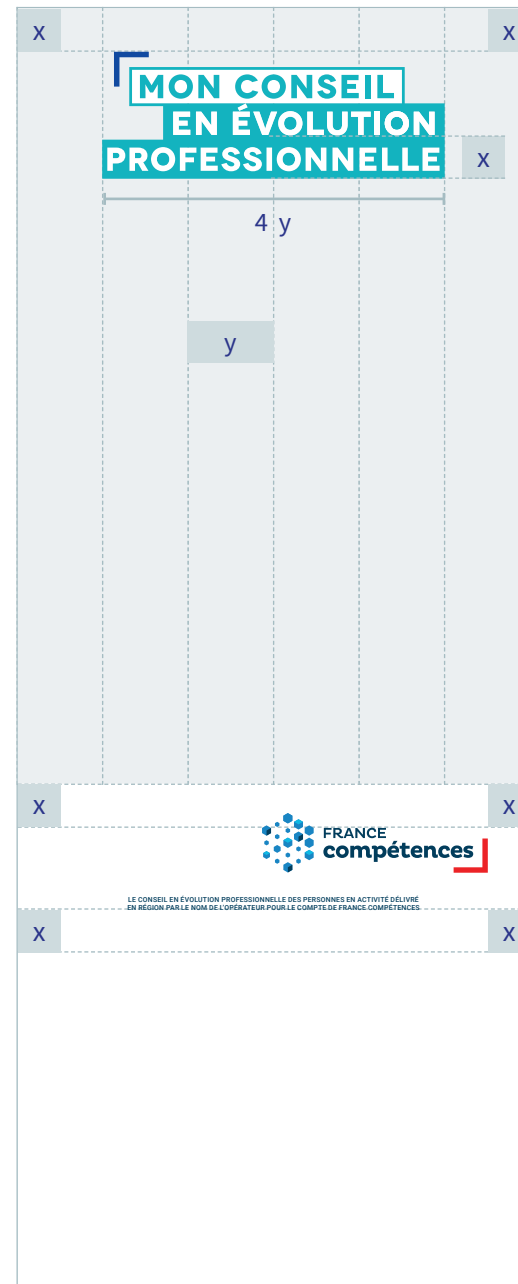 x x
MON CONSEIL
EN ÉVOLUTION
PROFESSIONNELLE
x
4 y
y
x x
FRANCE
compétences
LE CONSEIL EN ÉVOLUTION PROFESSIONNELLE DES PERSONNES EN ACTIVITÉ DÉLIVRÉ
EN RÉGION PAR LE NOM DE L'OPÉRATEUR POUR LE COMPTE DE FRANCE COMPÉTENCES
x x